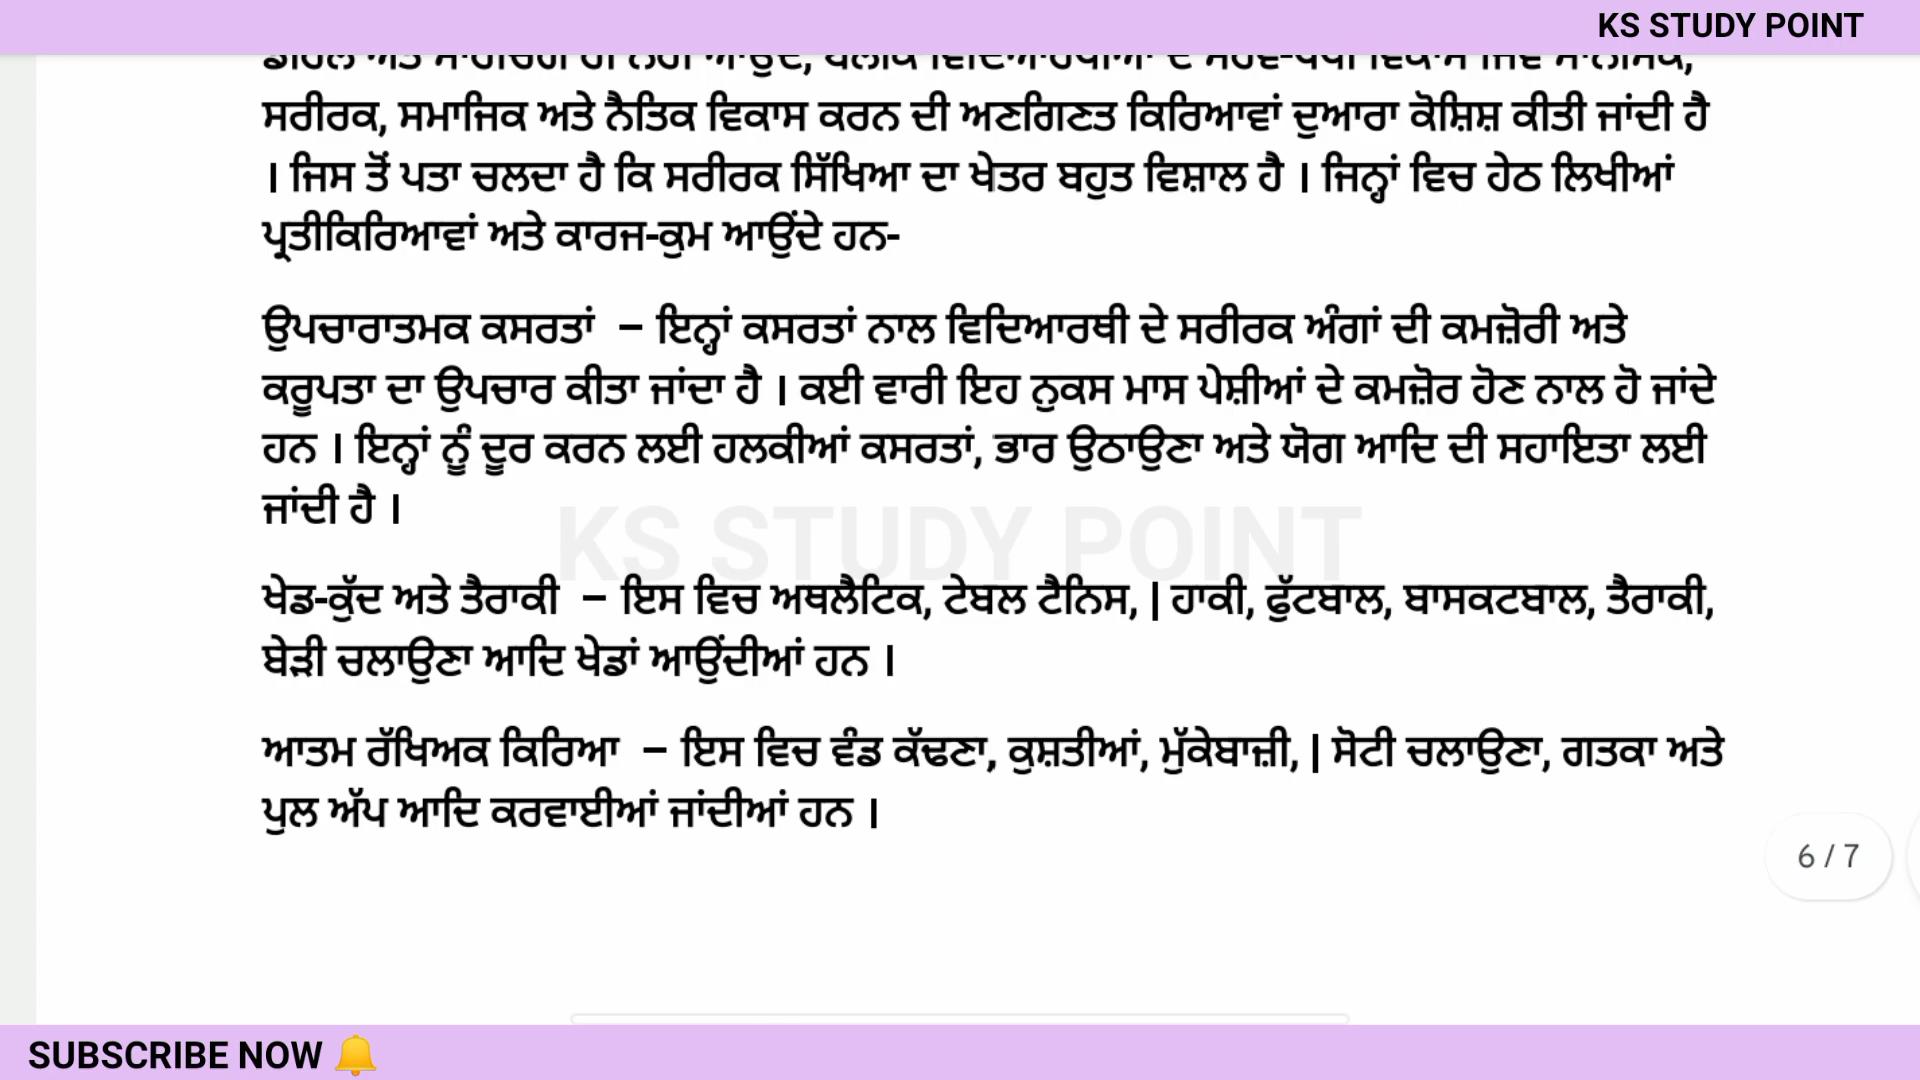 KS STUDY POINT
ਸਰੀਰਕ, ਸਮਾਜਿਕ ਅਤੇ ਨੈਤਿਕ ਵਿਕਾਸ ਕਰਨ ਦੀ ਅਣਗਿਣਤ ਕਿਰਿਆਵਾਂ ਦੁਆਰਾ ਕੋਸ਼ਿਸ਼ ਕੀਤੀ ਜਾਂਦੀ ਹੈ
। ਜਿਸ ਤੋਂ ਪਤਾ ਚਲਦਾ ਹੈ ਕਿ ਸਰੀਰਕ ਸਿੱਖਿਆ ਦਾ ਖੇਤਰ ਬਹੁਤ ਵਿਸ਼ਾਲ ਹੈ । ਜਿਨ੍ਹਾਂ ਵਿਚ ਹੇਠ ਲਿਖੀਆਂ
ਪ੍ਰਤੀਕਿਰਿਆਵਾਂ ਅਤੇ ਕਾਰਜ-ਕੁਮ ਆਉਂਦੇ ਹਨ-
ਉਪਚਾਰਾਤਮਕ ਕਸਰਤਾਂ – ਇਨ੍ਹਾਂ ਕਸਰਤਾਂ ਨਾਲ ਵਿਦਿਆਰਥੀ ਦੇ ਸਰੀਰਕ ਅੰਗਾਂ ਦੀ ਕਮਜ਼ੋਰੀ ਅਤੇ
ਕਰੂਪਤਾ ਦਾ ਉਪਚਾਰ ਕੀਤਾ ਜਾਂਦਾ ਹੈ । ਕਈ ਵਾਰੀ ਇਹ ਨੁਕਸ ਮਾਸ ਪੇਸ਼ੀਆਂ ਦੇ ਕਮਜ਼ੋਰ ਹੋਣ ਨਾਲ ਹੋ ਜਾਂਦੇ
ਹਨ । ਇਨ੍ਹਾਂ ਨੂੰ ਦੂਰ ਕਰਨ ਲਈ ਹਲਕੀਆਂ ਕਸਰਤਾਂ, ਭਾਰ ਉਠਾਉਣਾ ਅਤੇ ਯੋਗ ਆਦਿ ਦੀ ਸਹਾਇਤਾ ਲਈ
ਜਾਂਦੀ ਹੈ ।
KS STUDY POINT
ਖੇਡ-ਕੁੱਦ ਅਤੇ ਤੈਰਾਕੀ – ਇਸ ਵਿਚ ਅਥਲੈਟਿਕ, ਟੇਬਲ ਟੈਨਿਸ, | ਹਾਕੀ, ਫੁੱਟਬਾਲ, ਬਾਸਕਟਬਾਲ, ਤੈਰਾਕੀ,
ਬੇੜੀ ਚਲਾਉਣਾ ਆਦਿ ਖੇਡਾਂ ਆਉਂਦੀਆਂ ਹਨ ।
ਆਤਮ ਰੱਖਿਅਕ ਕਿਰਿਆ – ਇਸ ਵਿਚ ਵੰਡ ਕੱਢਣਾ, ਕੁਸ਼ਤੀਆਂ, ਮੁੱਕੇਬਾਜ਼ੀ, | ਸੋਟੀ ਚਲਾਉਣਾ, ਗਤਕਾ ਅਤੇ
ਪੁਲ ਅੱਪ ਆਦਿ ਕਰਵਾਈਆਂ ਜਾਂਦੀਆਂ ਹਨ ।
6 / 7
SUBSCRIBE NOW